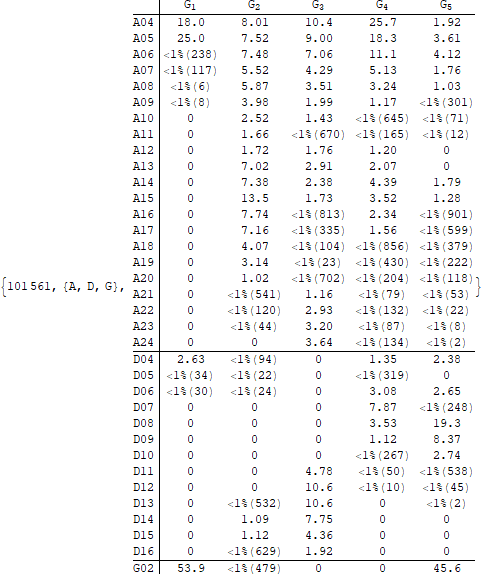 G1 G2 G3 G4 G5
A04 18.0 8.01 10.4 25.7 1.92
A05 25.0 7.52 9.00 18.3 3.61
A06 <1%(238) 7.48 7.06 11.1 4.12
A07 <1%(117) 5.52 4.29 5.13 1.76
A08 <1%(6) 5.87 3.51 3.24 1.03
A09 <1%(8) 3.98 1.99 1.17 <1%(301)
A10 0 2.52 1.43 <1%(645) <1%(71)
A11 0 1.66 <1%(670) <1%(165) <1%(12)
A12 0 1.72 1.76 1.20 0
A13 0 7.02 2.91 2.07 0
A14 0 7.38 2.38 4.39 1.79
A15 0 13.5 1.73 3.52 1.28
A16 0 7.74 <1%(813) 2.34 <1%(901)
A17 0 7.16 <1%(335) 1.56 <1%(599)
A18 0 4.07 <1%(104) <1%(856) <1%(379)
A19 0 3.14 <1%(23) <1%(430) <1%(222)
A20 0 1.02 <1%(702) <1%(204) <1%(118)
{101561, {A, D, G}, A21 0 <1%(541) 1.16 <1%(79) <1%(53) }
A22 0 <1%(120) 2.93 <1%(132) <1%(22)
A23 0 <1%(44) 3.20 <1%(87) <1%(8)
A24 0 0 3.64 <1%(134) <1%(2)
D04 2.63 <1%(94) 0 1.35 2.38
D05 <1%(34) <1%(22) 0 <1%(319) 0
D06 <1%(30) <1%(24) 0 3.08 2.65
D07 0 0 0 7.87 <1%(248)
D08 0 0 0 3.53 19.3
D09 0 0 0 1.12 8.37
D10 0 0 0 <1%(267) 2.74
D11 0 0 4.78 <1%(50) <1%(538)
D12 0 0 10.6 <1%(10) <1%(45)
D13 0 <1%(532) 10.6 0 <1%(2)
D14 0 1.09 7.75 0 0
D15 0 1.12 4.36 0 0
D16 0 <1%(629) 1.92 0 0
G02 53.9 <1%(479) 0 0 45.6